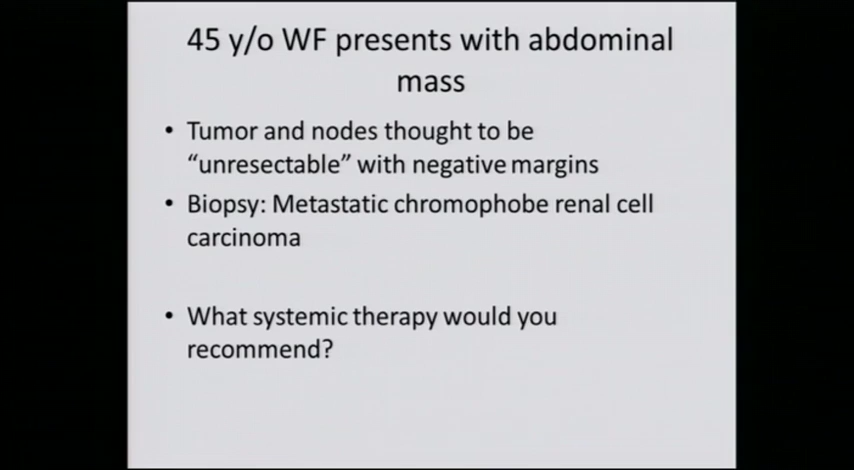 45 y/o WF presents with abdominal
mass
• Tumor and nodes thought to be
“unresectable” with negative margins
• Biopsy: Metastatic chromophobe renal cell
carcinoma
• What systemic therapy would you
recommend?